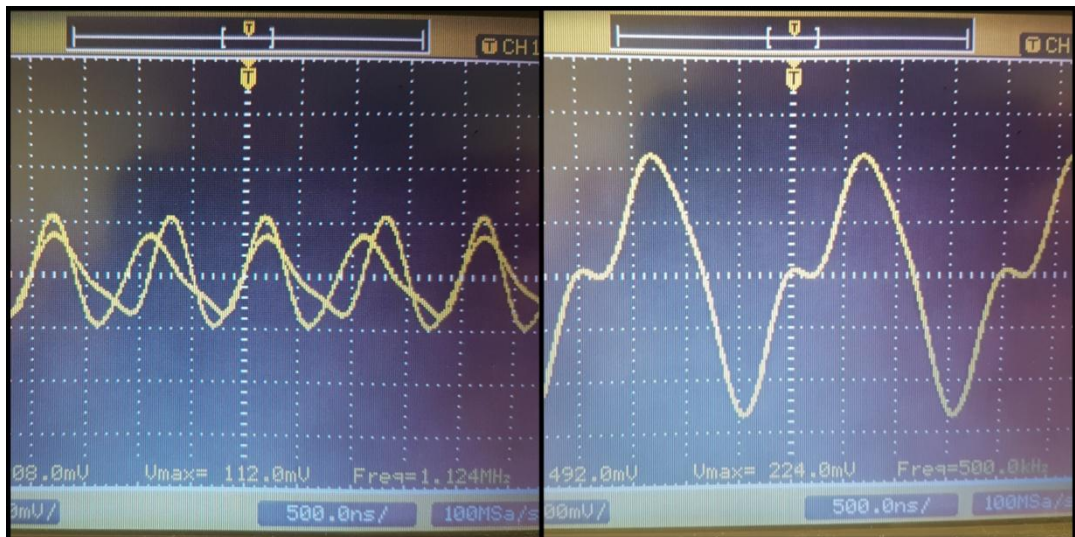 T
T CH1
T
08.0mV Vmax= 112.0mV Freq=1.124MHz
0mV/ 500.0ns/ 100MSa/s
T
T CH
T
492.0mV Vmax= 224.0mV Freq=500.0kHz
00mV/ 500.0ns/ 100MSa/s